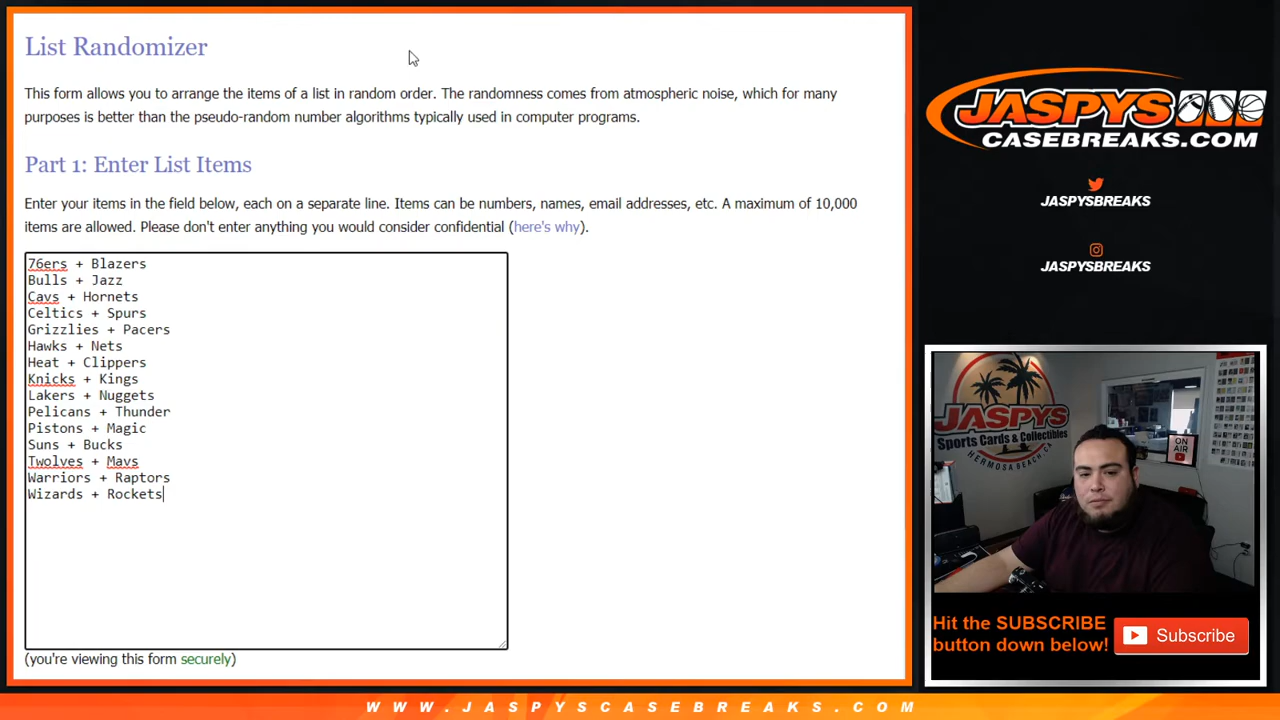 List Randomizer
This form allows you to arrange the items of a list in random order. The randomness comes from atmospheric noise, which for many
purposes is better than the pseudo-random number algorithms typically used in computer programs.
Part 1: Enter List Items
Enter your items in the field below, each on a separate line. Items can be numbers, names, email addresses, etc. A maximum of 10,000
items are allowed. Please don't enter anything you would consider confidential (here's why).
76ers + Blazers
Bulls + Jazz
Cavs + Hornets
Celtics + Spurs
Grizzlies + Pacers
Hawks + Nets
Heat + Clippers
Knicks + Kings
Lakers + Nuggets
Pelicans + Thunder
Pistons + Magic
Suns + Bucks
Twolves + Mavs
Warriors + Raptors
Wizards + Rockets
(you're viewing this form securely)
JASPYS
CASEBREAKS.COM
JASPYSBREAKS
JASPYSBREAKS
JASPYS
Sports Cards & Collectibles
HERMOSA BEACH, CA
ON
AIR
Hit the SUBSCRIBE
button down below!
Subscribe
WWW.JASPYSCASEBREAKS.COM